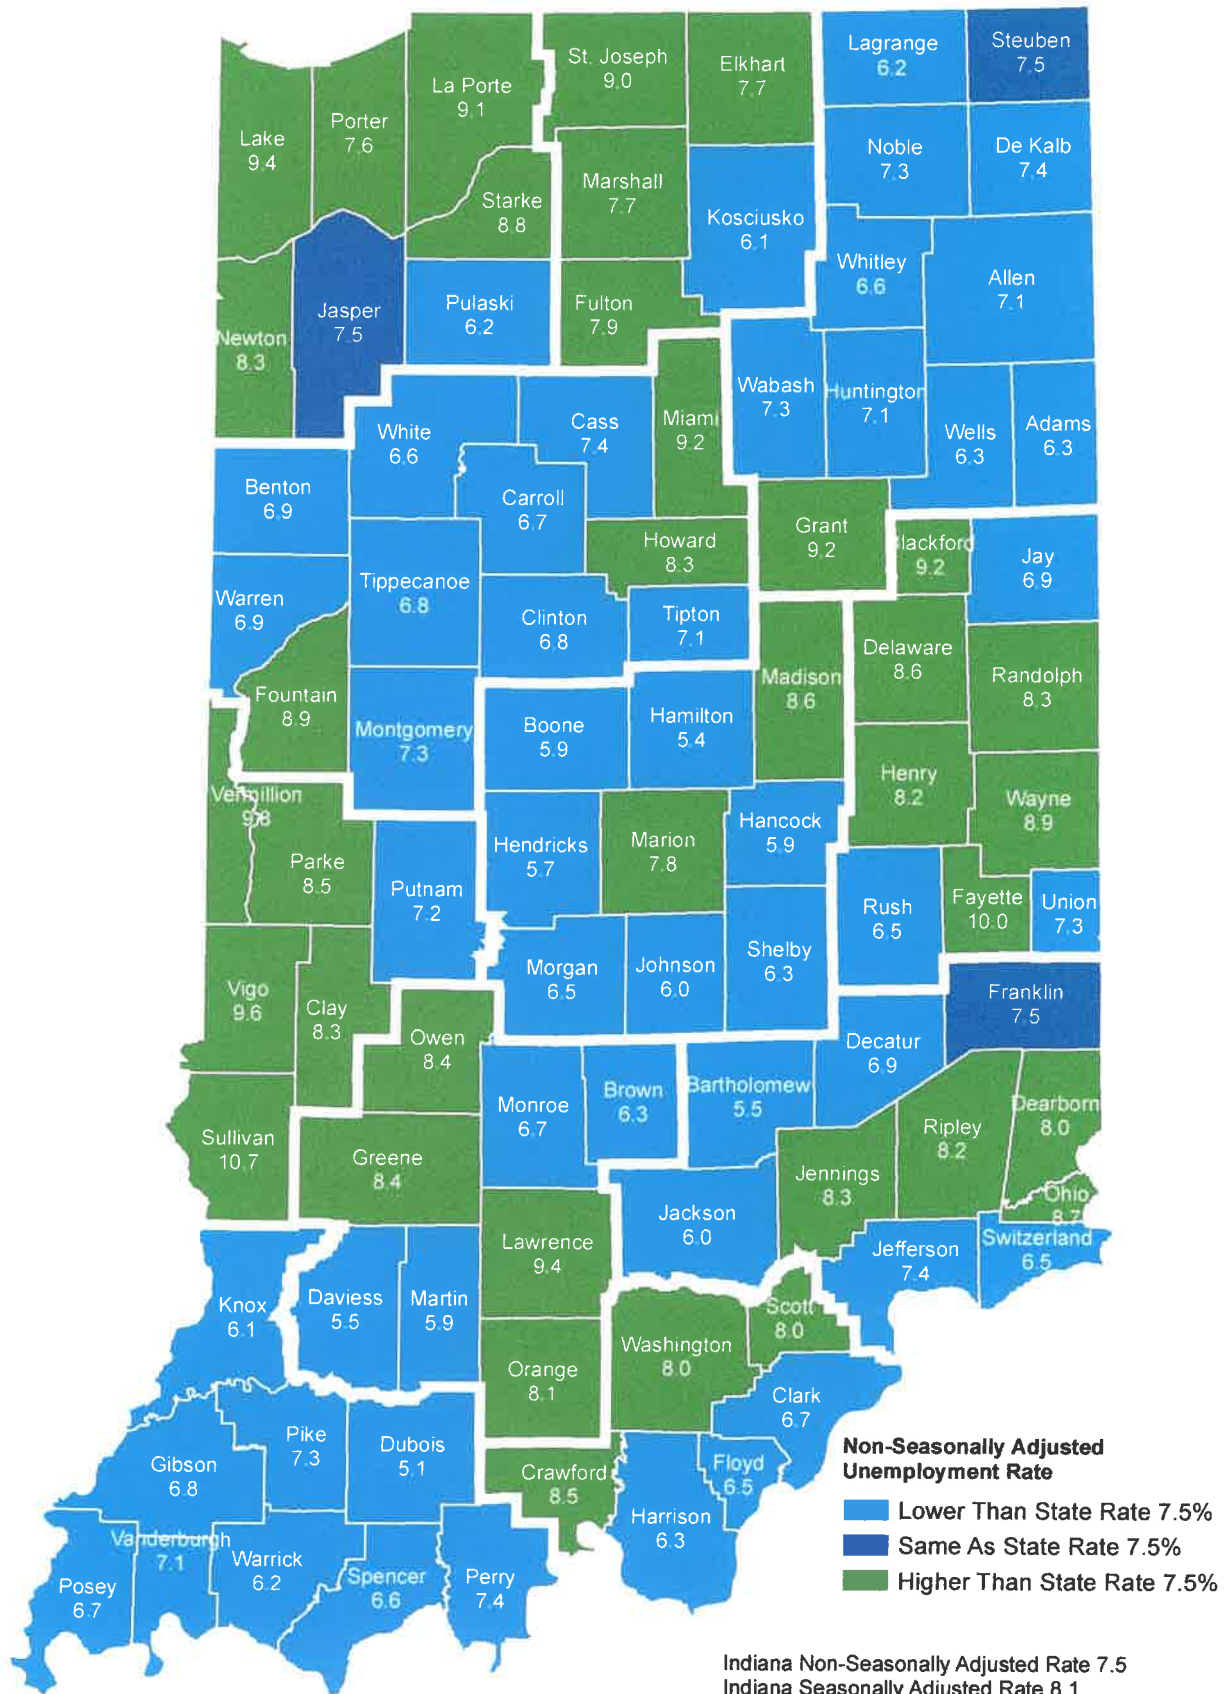 Lagrange
6.2
Steuben
7.5
St. Joseph
9.0
Elkhart
7.7
La Porte
9.1
Porter
7.6
Lake
9.4
Noble
7.3
De Kalb
7.4
Marshall
7.7
Starke
8.8
Kosciusko
6.1
Whitley
6.6
Allen
7.1
Jasper
7.5
Pulaski
6.2
Fulton
7.9
Newton
8.3
Wabash
7.3
Huntington
7.1
Miami
9.2
Cass
7.4
White
6.6
Wells
6.3
Adams
6.3
Benton
6.9
Carroll
6.7
Grant
9.2
Howard
8.3
lackford
9.2
Jay
6.9
Tippecanoe
6.8
Warren
6.9
Clinton
6.8
Tipton
7.1
Delaware
8.6
Randolph
8.3
Madison
8.6
Fountain
8.9
Montgomery
7.3
Boone
5.9
Hamilton
5.4
Henry
8.2
Wayne
8.9
Vermillion
9.8
Hendricks
5.7
Marion
7.8
Hancock
5.9
Parke
8.5
Putnam
7.2
Rush
6.5
Fayette
10.0
Union
7.3
Morgan
6.5
Johnson
6.0
Shelby
6.3
Vigo
9.6
Clay
8.3
Franklin
7.5
Owen
8.4
Decatur
6.9
Monroe
6.7
Brown
6.3
Bartholomew
5.5
Dearborn
8.0
Ripley
8.2
Sullivan
10.7
Greene
8.4
Jennings
8.3
Ohio
8.7
Jackson
6.0
Lawrence
9.4
Jefferson
7.4
Switzerland
6.5
Knox
6.1
Daviess
5.5
Martin
5.9
Scott
8.0
Washington
8.0
Orange
8.1
Clark
6.7
Pike
7.3
Dubois
5.1
Gibson
6.8
Crawford
8.5
Floyd
6.5
Harrison
6.3
Vanderburgh
7.1
Warrick
6.2
Spencer
6.6
Perry
7.4
Posey
6.7
Non-Seasonally Adjusted
Unemployment Rate
Lower Than State Rate 7.5%
Same As State Rate 7.5%
Higher Than State Rate 7.5%
Indiana Non-Seasonally Adjusted Rate 7.5
Indiana Seasonally Adjusted Rate 8.1